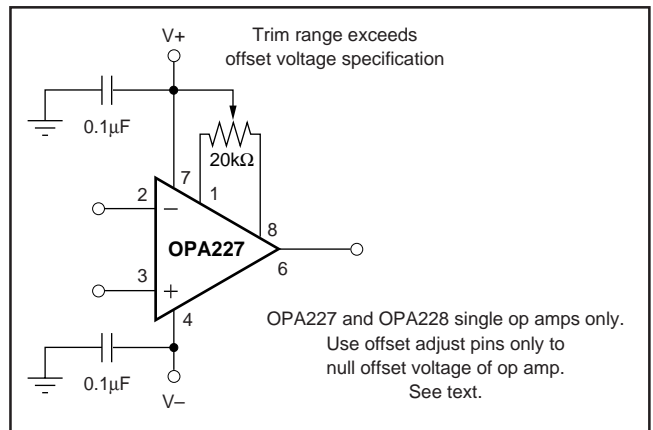 V+
Trim range exceeds
offset voltage specification
0.1µF
20kΩ
7
1
2
−
8
OPA227
6
3
+
4
OPA227 and OPA228 single op amps only.
Use offset adjust pins only to
null offset voltage of op amp.
See text.
0.1µF
V−